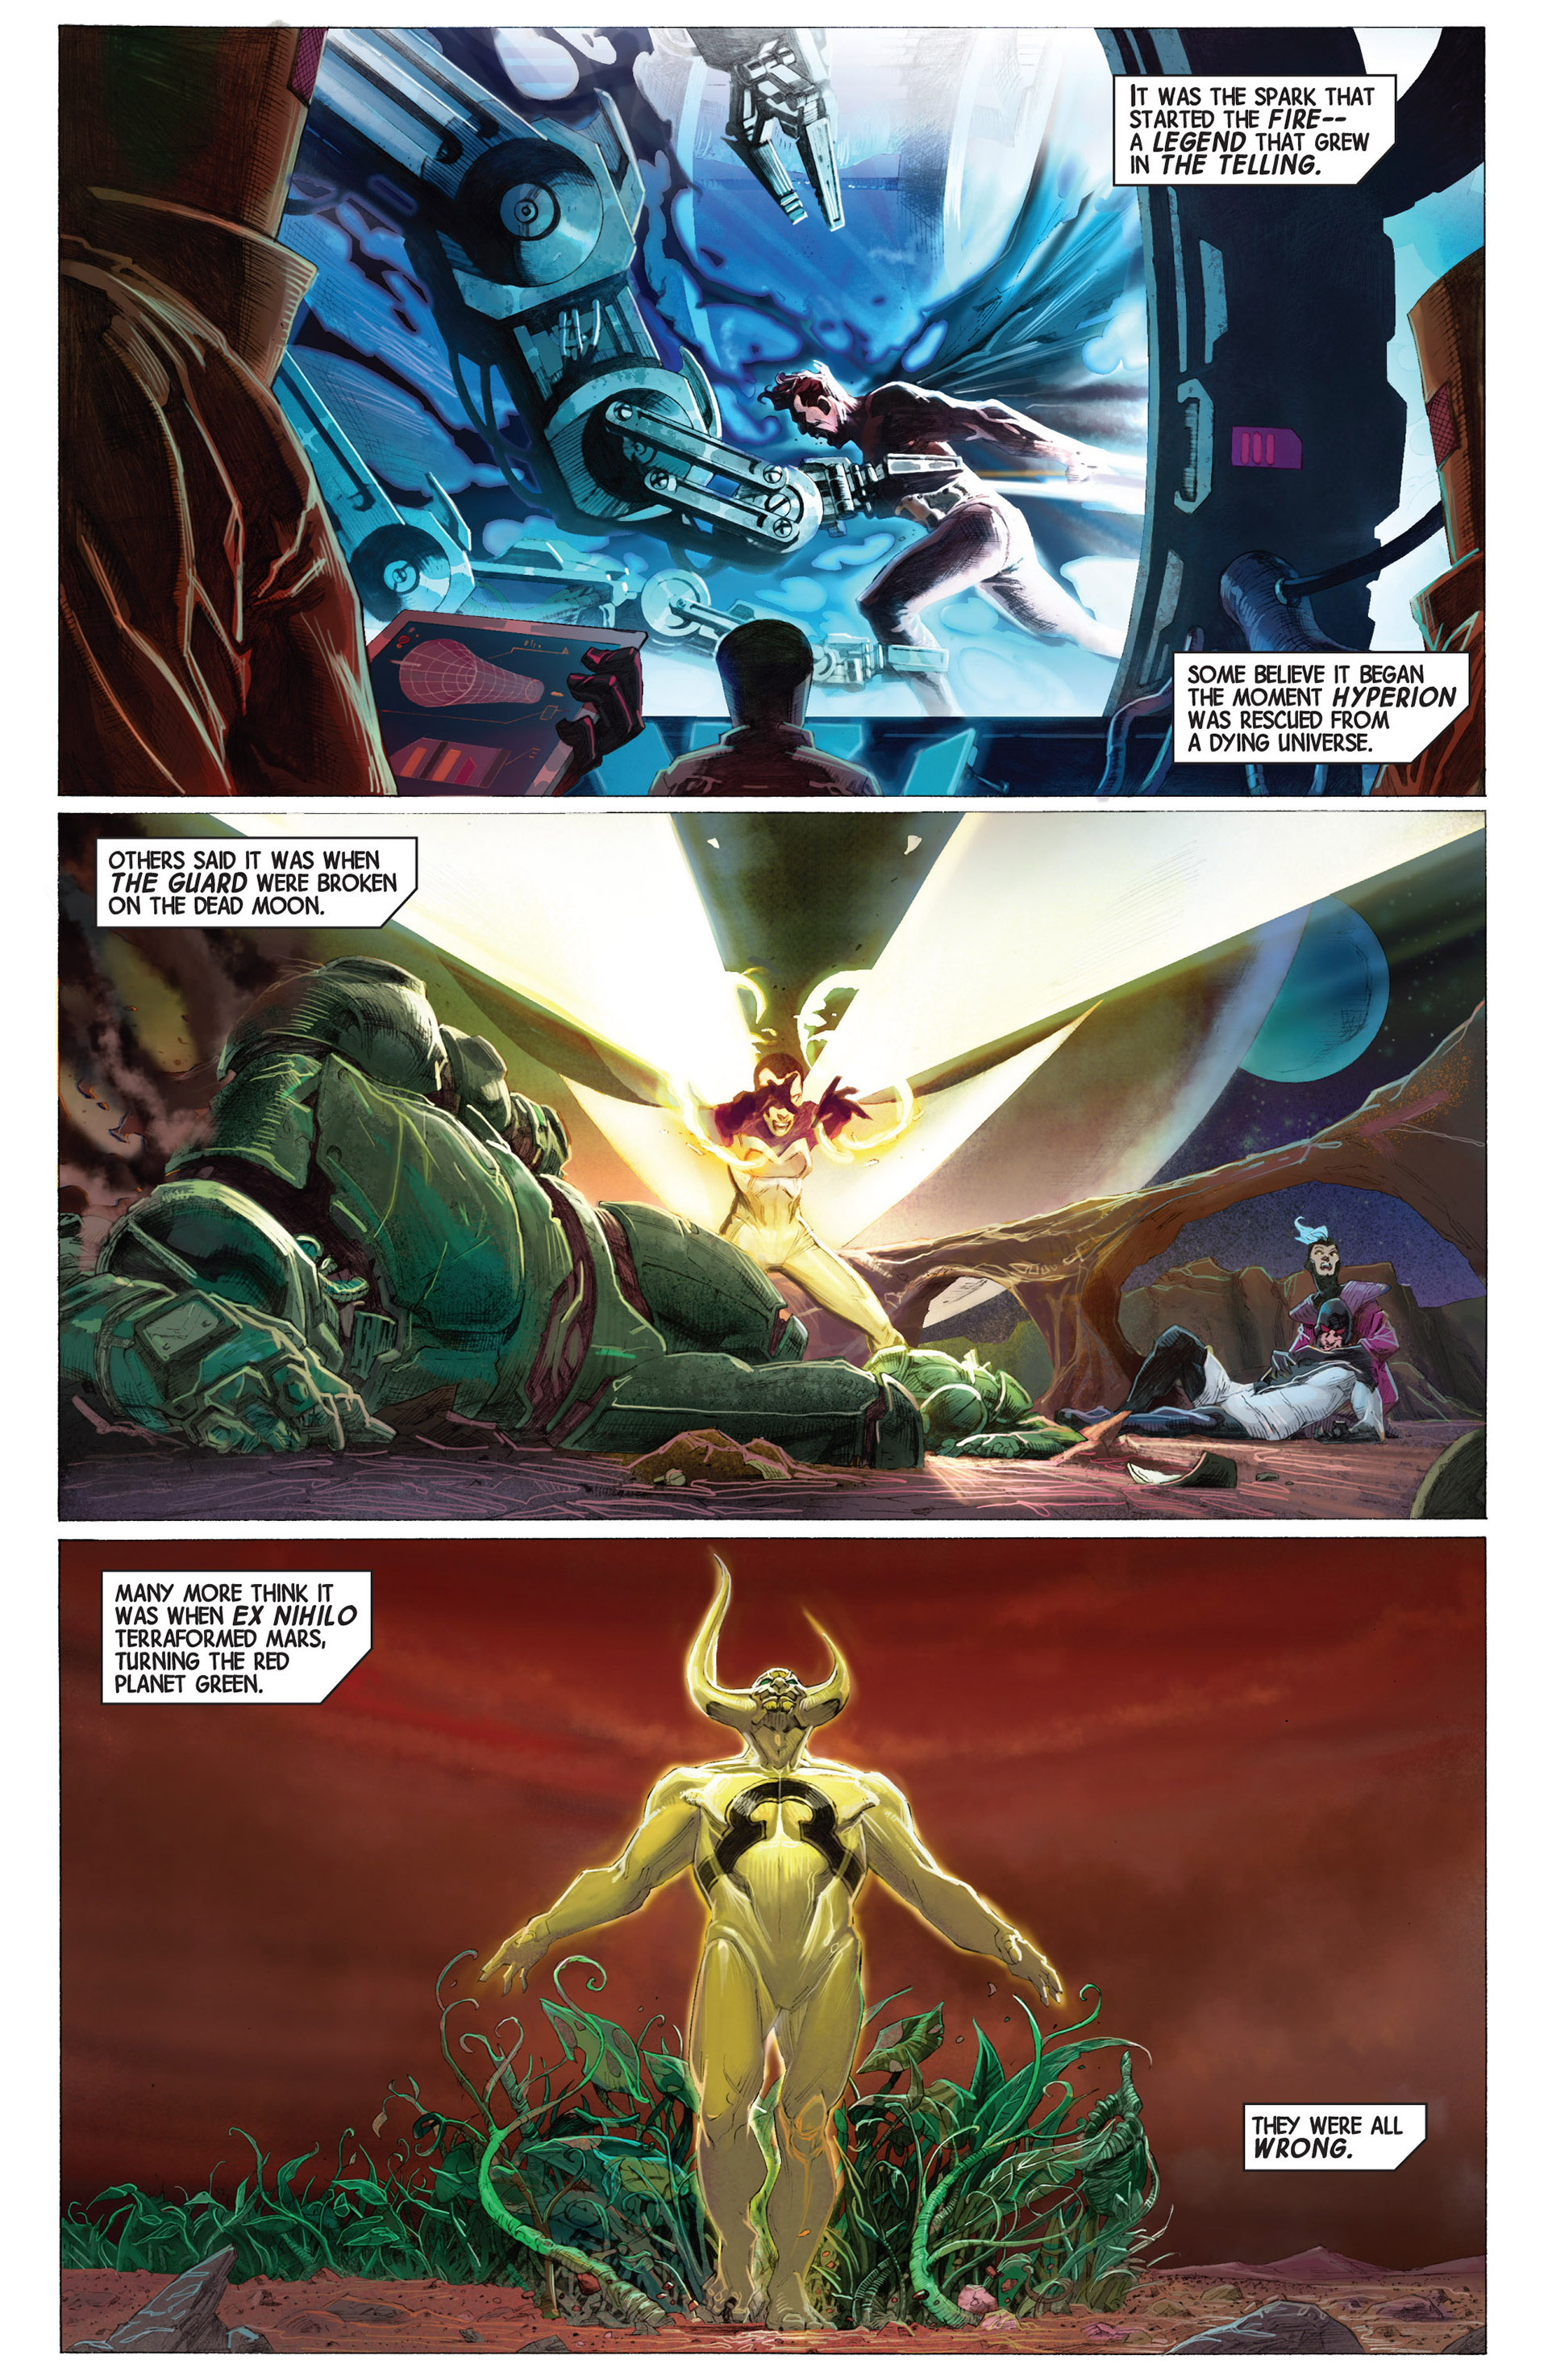 IT WAS THE SPARK THAT
STARTED THE FIRE--
A LEGEND THAT GREW
IN THE TELLING.
SOME BELIEVE IT BEGAN
THE MOMENT HYPERION
WAS RESCUED FROM
A DYING UNIVERSE.
OTHERS SAID IT WAS WHEN
THE GUARD WERE BROKEN
ON THE DEAD MOON.
MANY MORE THINK IT
WAS WHEN EX NIHILO
TERRAFORMED MARS,
TURNING THE RED
PLANET GREEN.
THEY WERE ALL
WRONG.